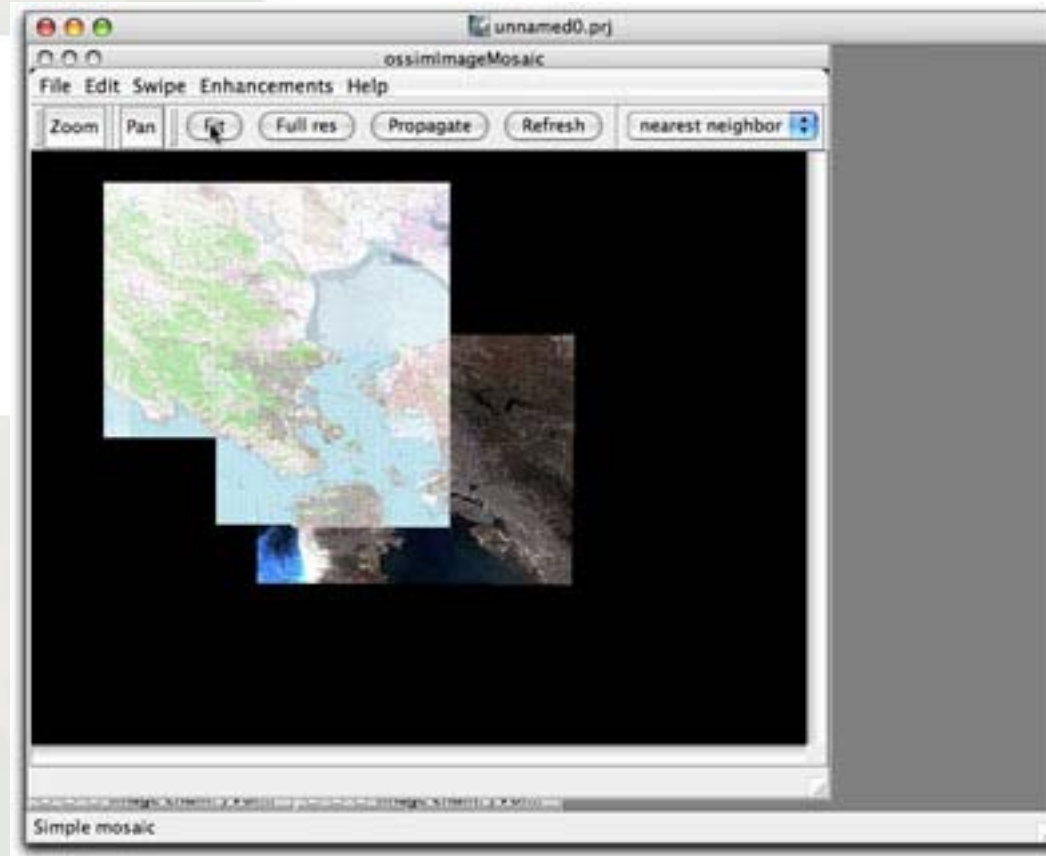 unnamed0.prj
ossimImageMosaic
File Edit Swipe Enhancements Help
Zoom Pan Fit Full res Propagate Refresh nearest neighbor
Simple mosaic